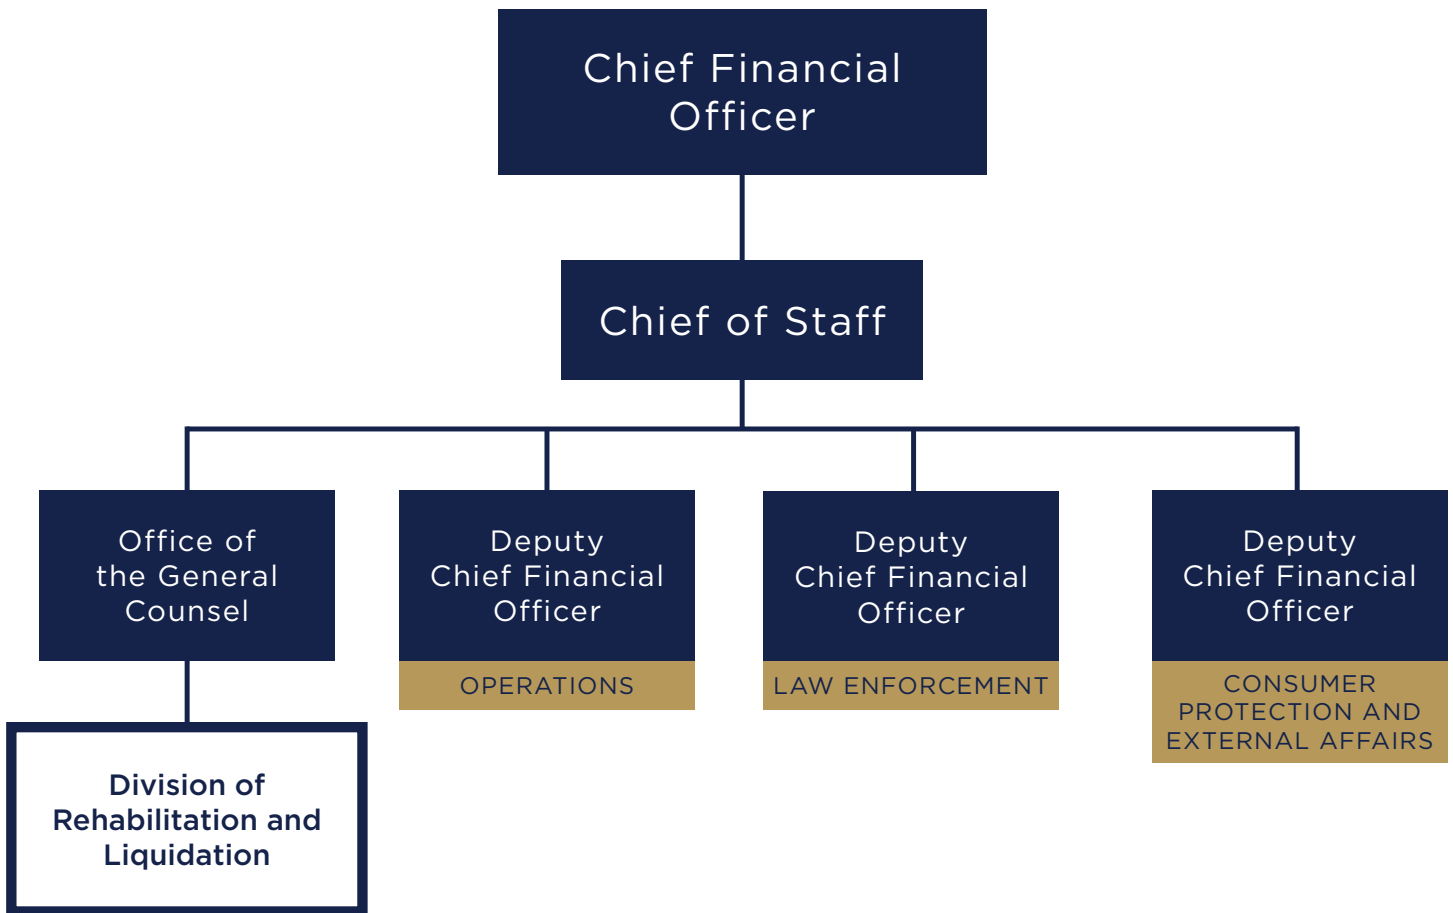 Chief Financial
Officer
Chief of Staff
Office of
the General
Counsel
Deputy
Chief Financial
Officer
OPERATIONS
Deputy
Chief Financial
Officer
LAW ENFORCEMENT
Deputy
Chief Financial
Officer
CONSUMER
PROTECTION AND
EXTERNAL AFFAIRS
Division of
Rehabilitation and
Liquidation